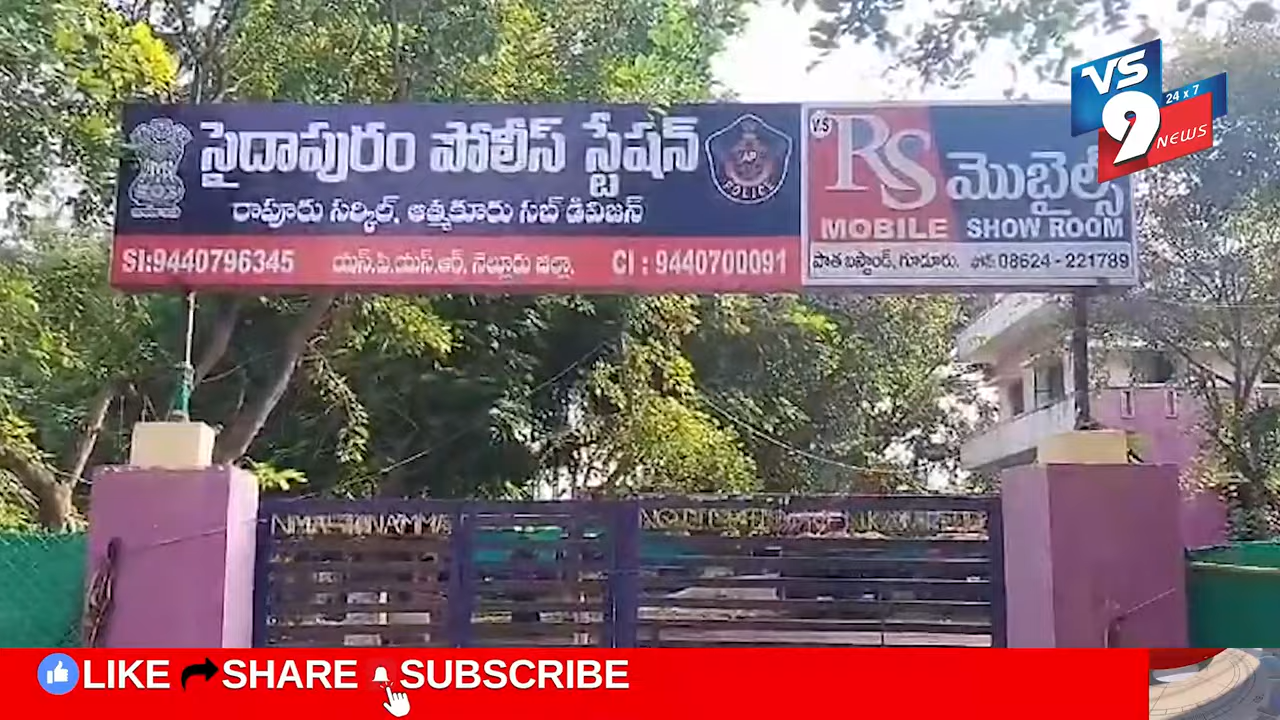 సైదాపురం పోలీస్ స్టేషన్
రాపూరు సర్కిల్, ఆత్మకూరు సబ్ డివిజన్
SI:9440796345 యస్.పి.యస్.ఆర్. నెల్లూరు జిల్లా. CI : 9440700091
POLICE
VS
RS మొబైల్స్
MOBILE SHOW ROOM
పాత బస్టాండ్, గూడూరు. ఫోన్: 08624 - 221789
VS
9
24 x 7
NEWS
LIKE SHARE SUBSCRIBE